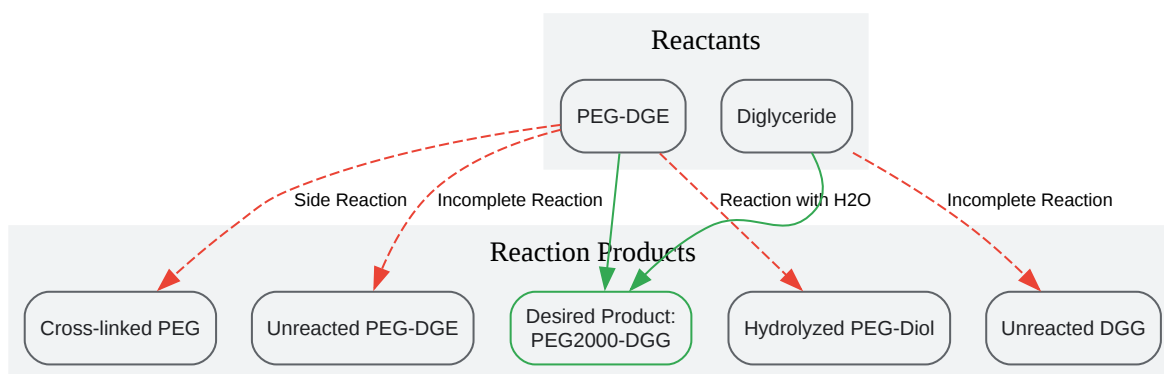 Reactants
PEG-DGE
Diglyceride
Side Reaction
Incomplete Reaction
Reaction with H2O
Incomplete Reaction
Reaction Products
Cross-linked PEG
Unreacted PEG-DGE
Desired Product:
PEG2000-DGG
Hydrolyzed PEG-Diol
Unreacted DGG